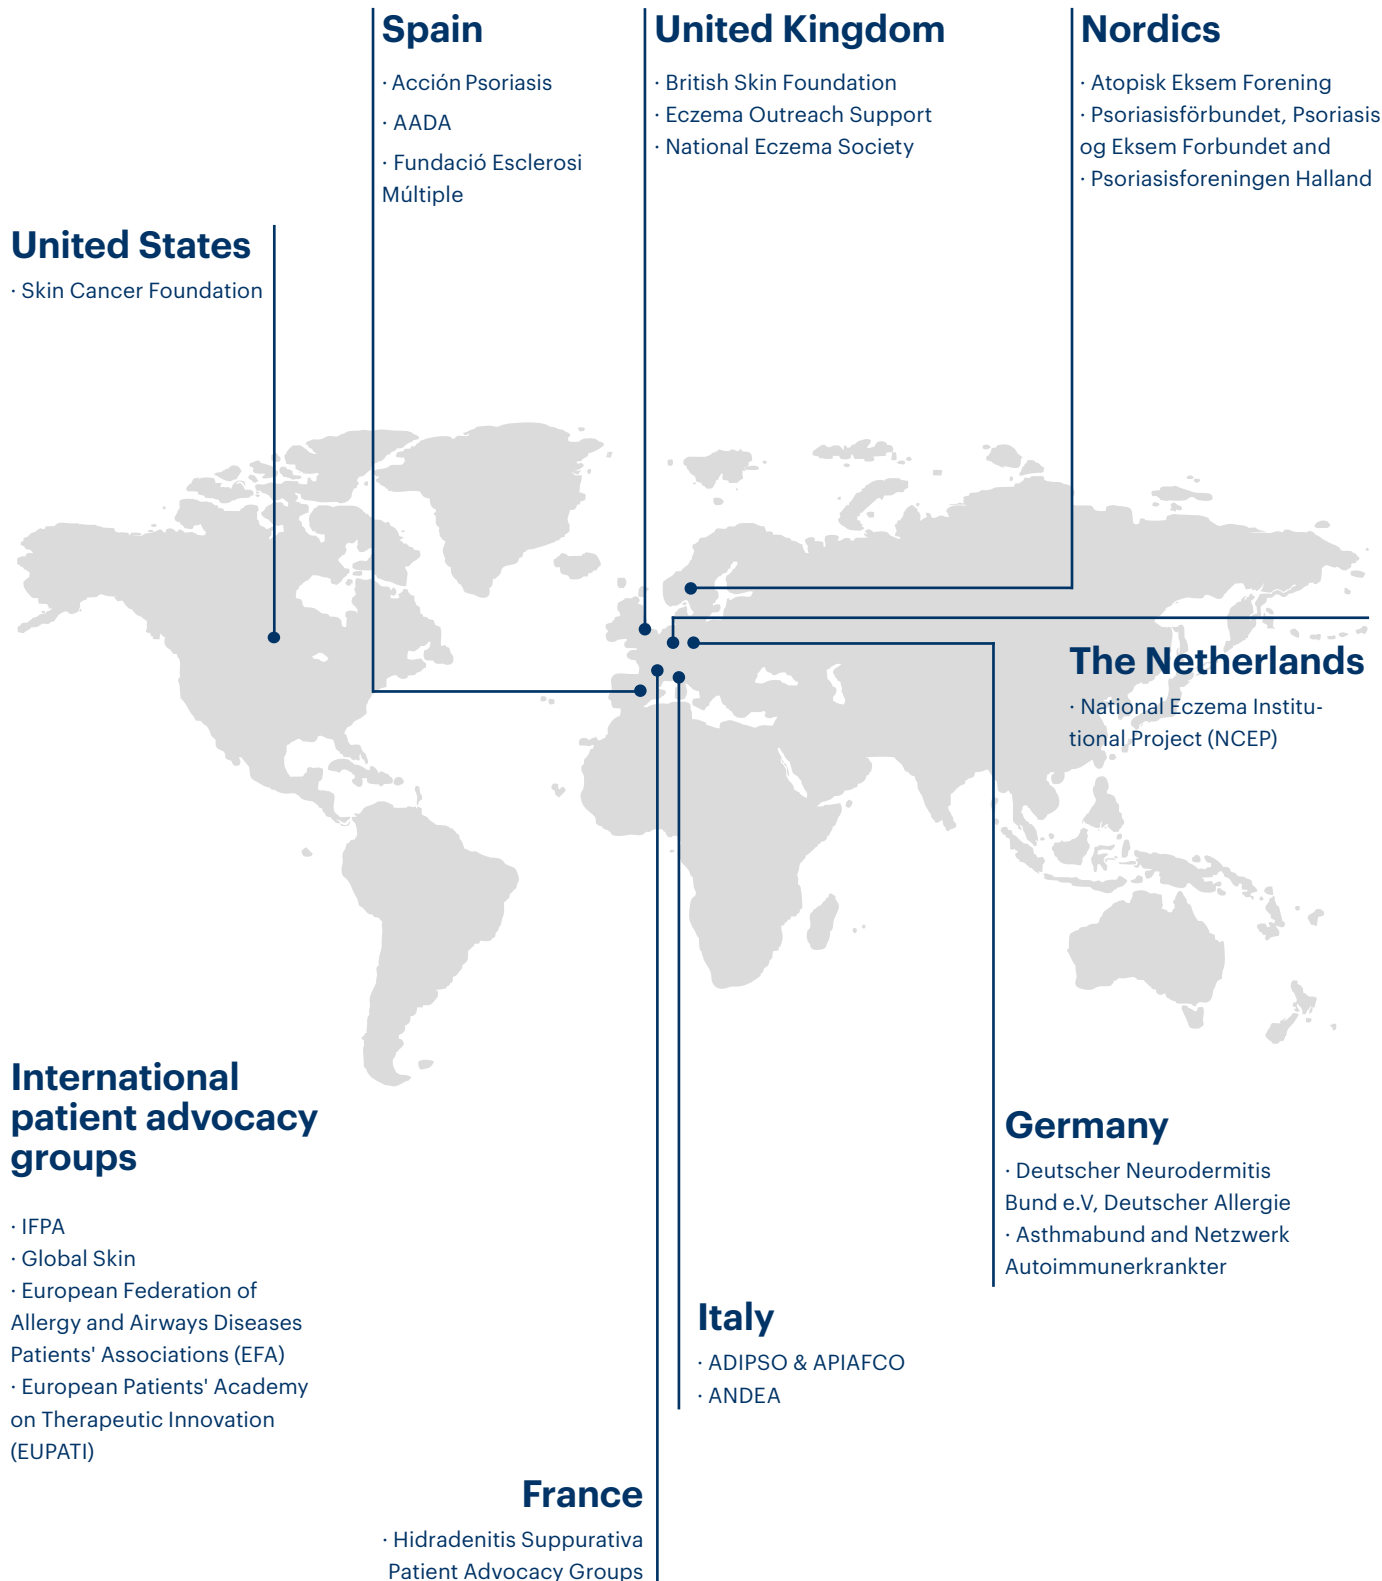 Spain
· Acción Psoriasis
· AADA
· Fundació Esclerosi
Múltiple
United Kingdom
· British Skin Foundation
· Eczema Outreach Support
· National Eczema Society
Nordics
· Atopisk Eksem Forening
· Psoriasisförbundet, Psoriasis
og Eksem Forbundet and
· Psoriasisforeningen Halland
United States
· Skin Cancer Foundation
The Netherlands
· National Eczema Institu-
tional Project (NCEP)
International
patient advocacy
groups
· IFPA
· Global Skin
· European Federation of
Allergy and Airways Diseases
Patients' Associations (EFA)
· European Patients' Academy
on Therapeutic Innovation
(EUPATI)
Germany
· Deutscher Neurodermitis
Bund e.V, Deutscher Allergie
· Asthmabund and Netzwerk
Autoimmunerkrankter
Italy
· ADIPSO & APIAFCO
· ANDEA
France
· Hidradenitis Suppurativa
Patient Advocacy Groups